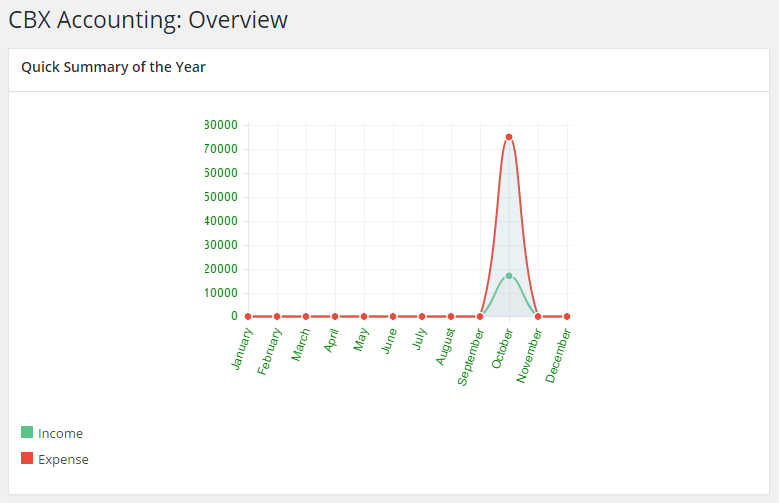 CBX Accounting: Overview
Quick Summary of the Year
80000
70000
60000
50000
40000
30000
20000
10000
0
January
February
March
April
May
June
July
August
September
October
November
December
Income
Expense